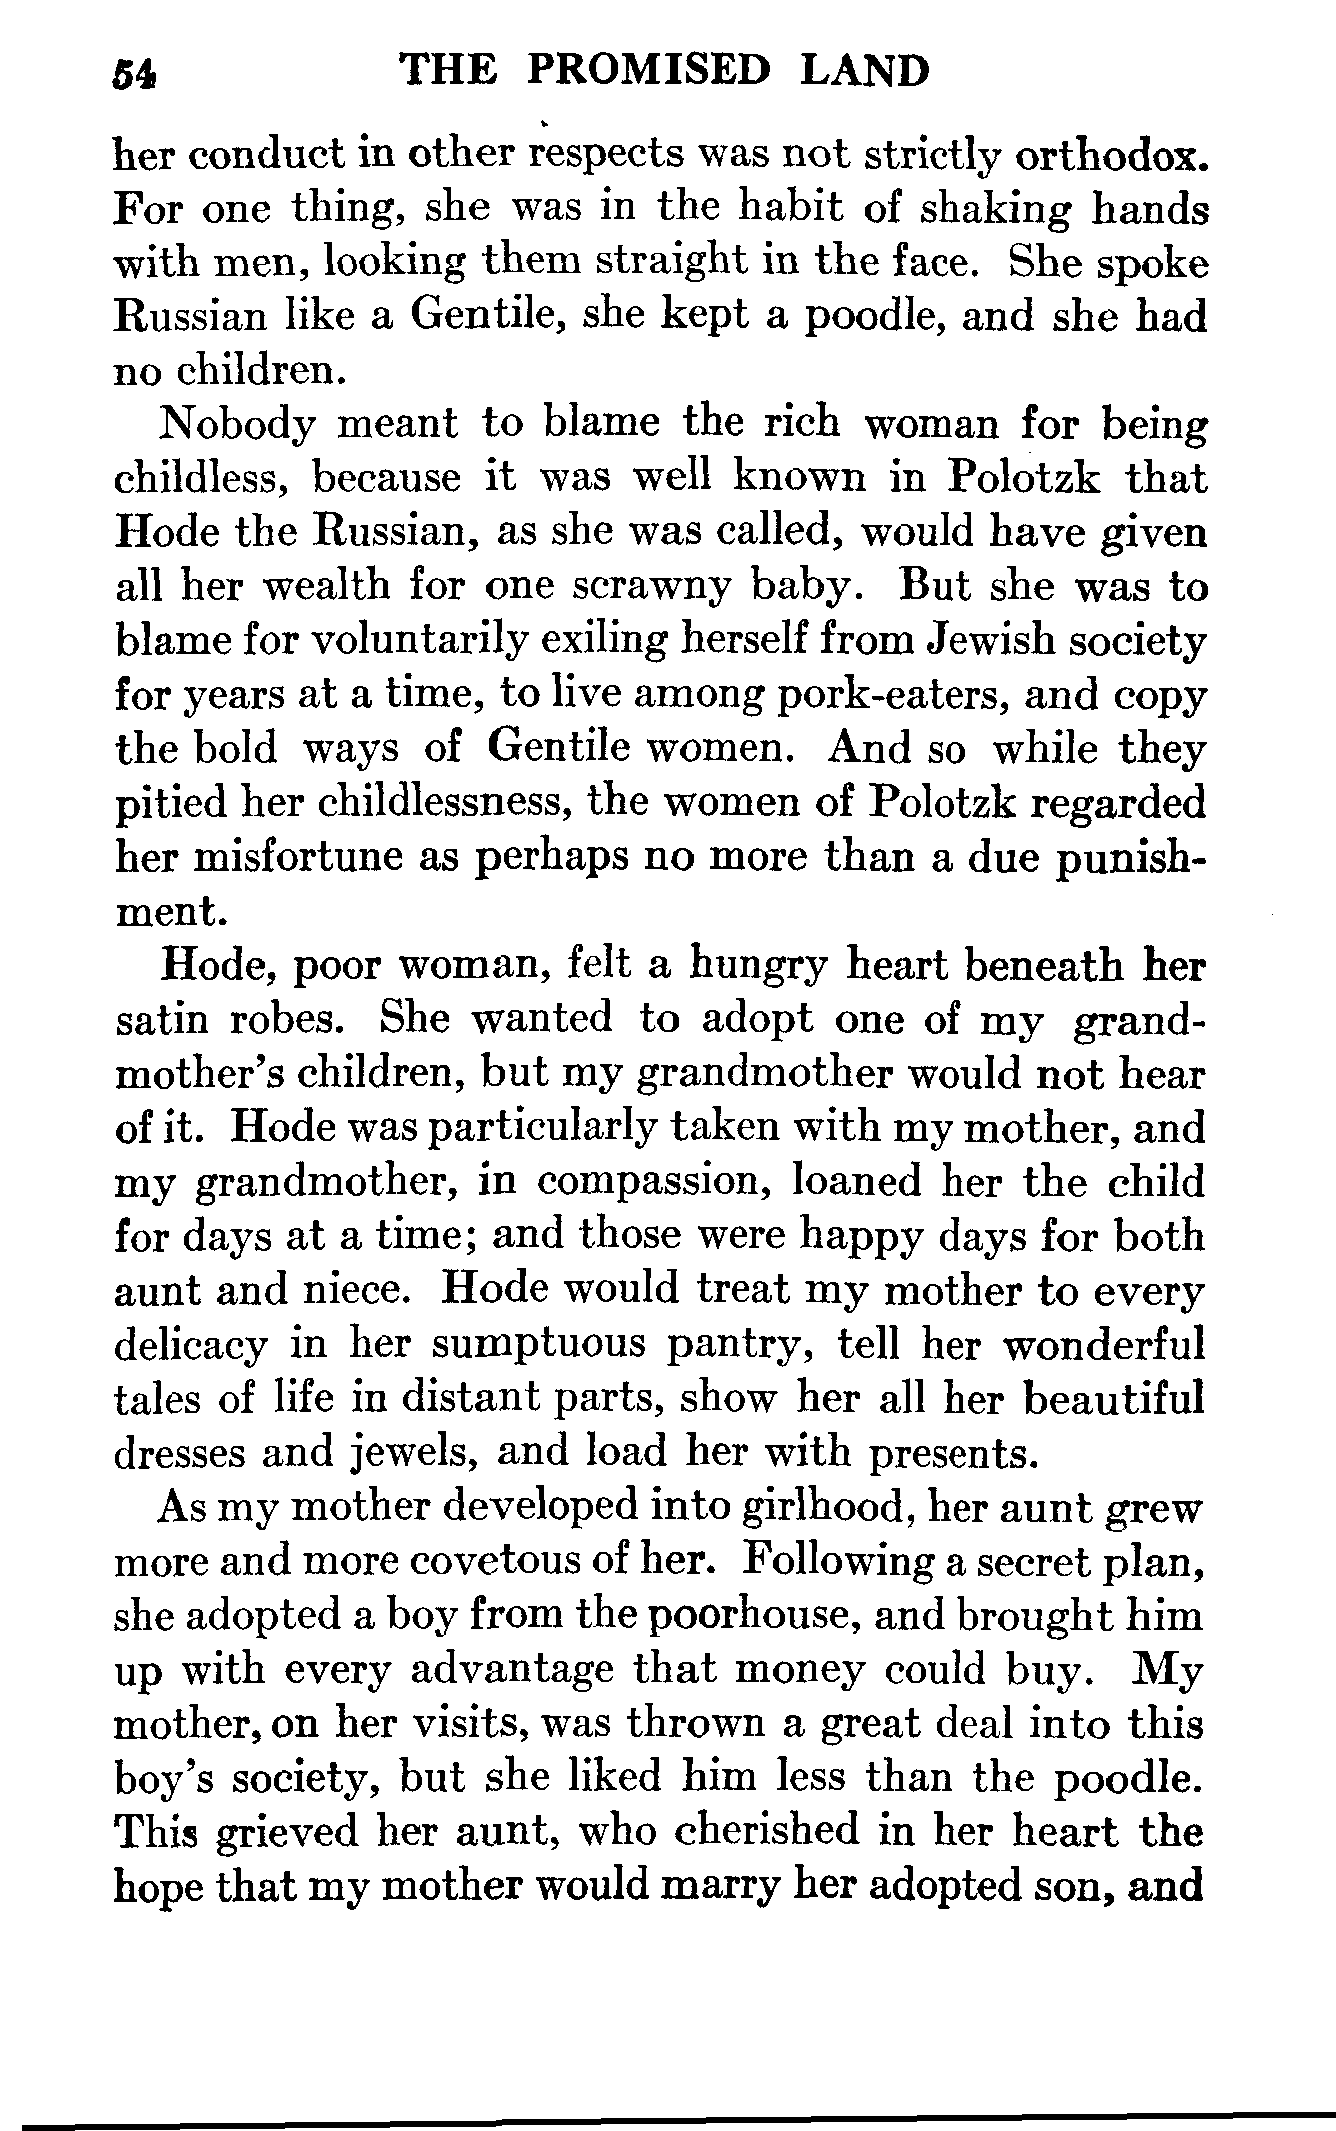 54 THE PROMISED LAND
her conduct in other respects was not strictly orthodox.
For one thing, she was in the habit of shaking hands
with men, looking them straight in the face. She spoke
Russian like a Gentile, she kept a poodle, and she had
no children.
Nobody meant to blame the rich woman for being
childless, because it was well known in Polotzk that
Hode the Russian, as she was called, would have given
all her wealth for one scrawny baby. But she was to
blame for voluntarily exiling herself from Jewish society
for years at a time, to live among pork-eaters, and copy
the bold ways of Gentile women. And so while they
pitied her childlessness, the women of Polotzk regarded
her misfortune as perhaps no more than a due punish-
ment.
Hode, poor woman, felt a hungry heart beneath her
satin robes. She wanted to adopt one of my grand-
mother's children, but my grandmother would not hear
of it. Hode was particularly taken with my mother, and
my grandmother, in compassion, loaned her the child
for days at a time; and those were happy days for both
aunt and niece. Hode would treat my mother to every
delicacy in her sumptuous pantry, tell her wonderful
tales of life in distant parts, show her all her beautiful
dresses and jewels, and load her with presents.
As my mother developed into girlhood, her aunt grew
more and more covetous of her. Following a secret plan,
she adopted a boy from the poorhouse, and brought him
up with every advantage that money could buy. My
mother, on her visits, was thrown a great deal into this
boy's society, but she liked him less than the poodle.
This grieved her aunt, who cherished in her heart the
hope that my mother would marry her adopted son, and